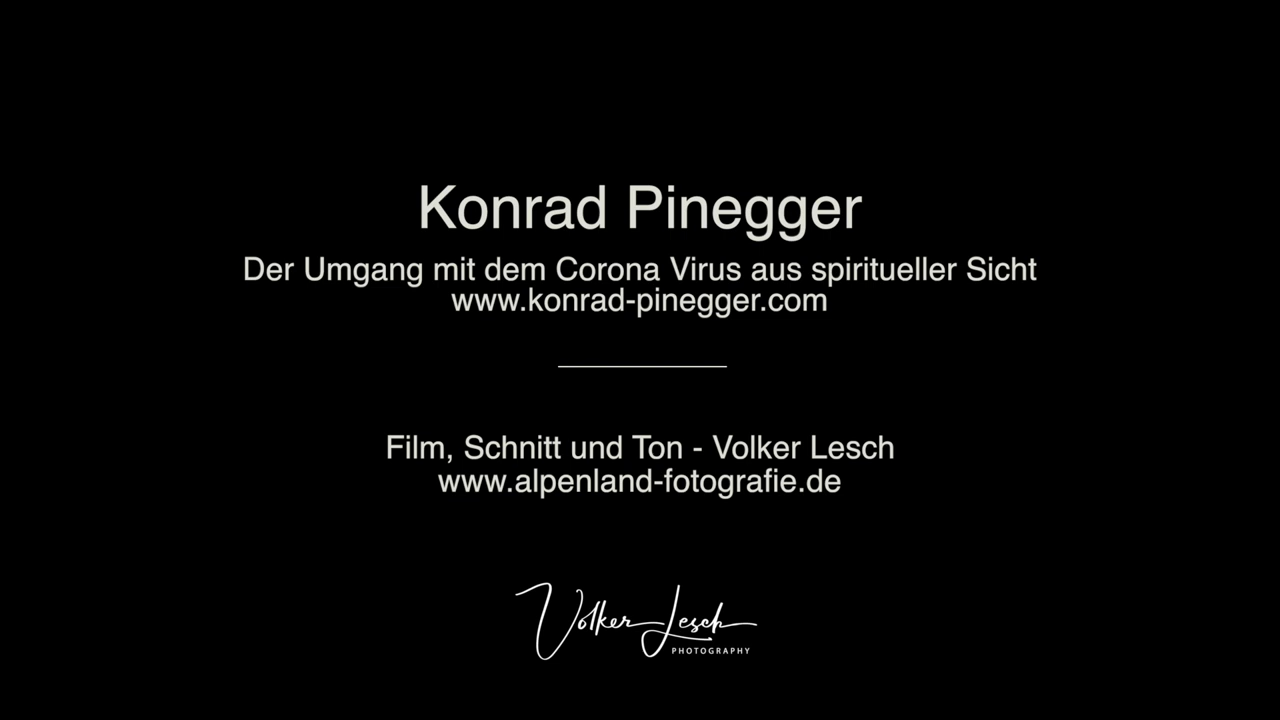 Konrad Pinegger
Der Umgang mit dem Corona Virus aus spiritueller Sicht
www.konrad-pinegger.com
Film, Schnitt und Ton - Volker Lesch
www.alpenland-fotografie.de
Volker Lesch
PHOTOGRAPHY